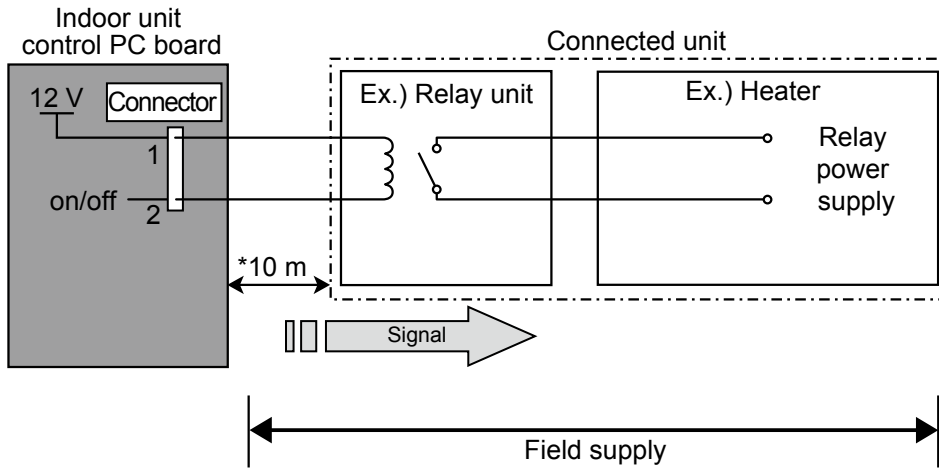 Indoor unit
control PC board
Connected unit
12 V
Connector
Ex.) Relay unit
Ex.) Heater
1
Relay
power
supply
on/off
2
*10 m
Signal
Field supply